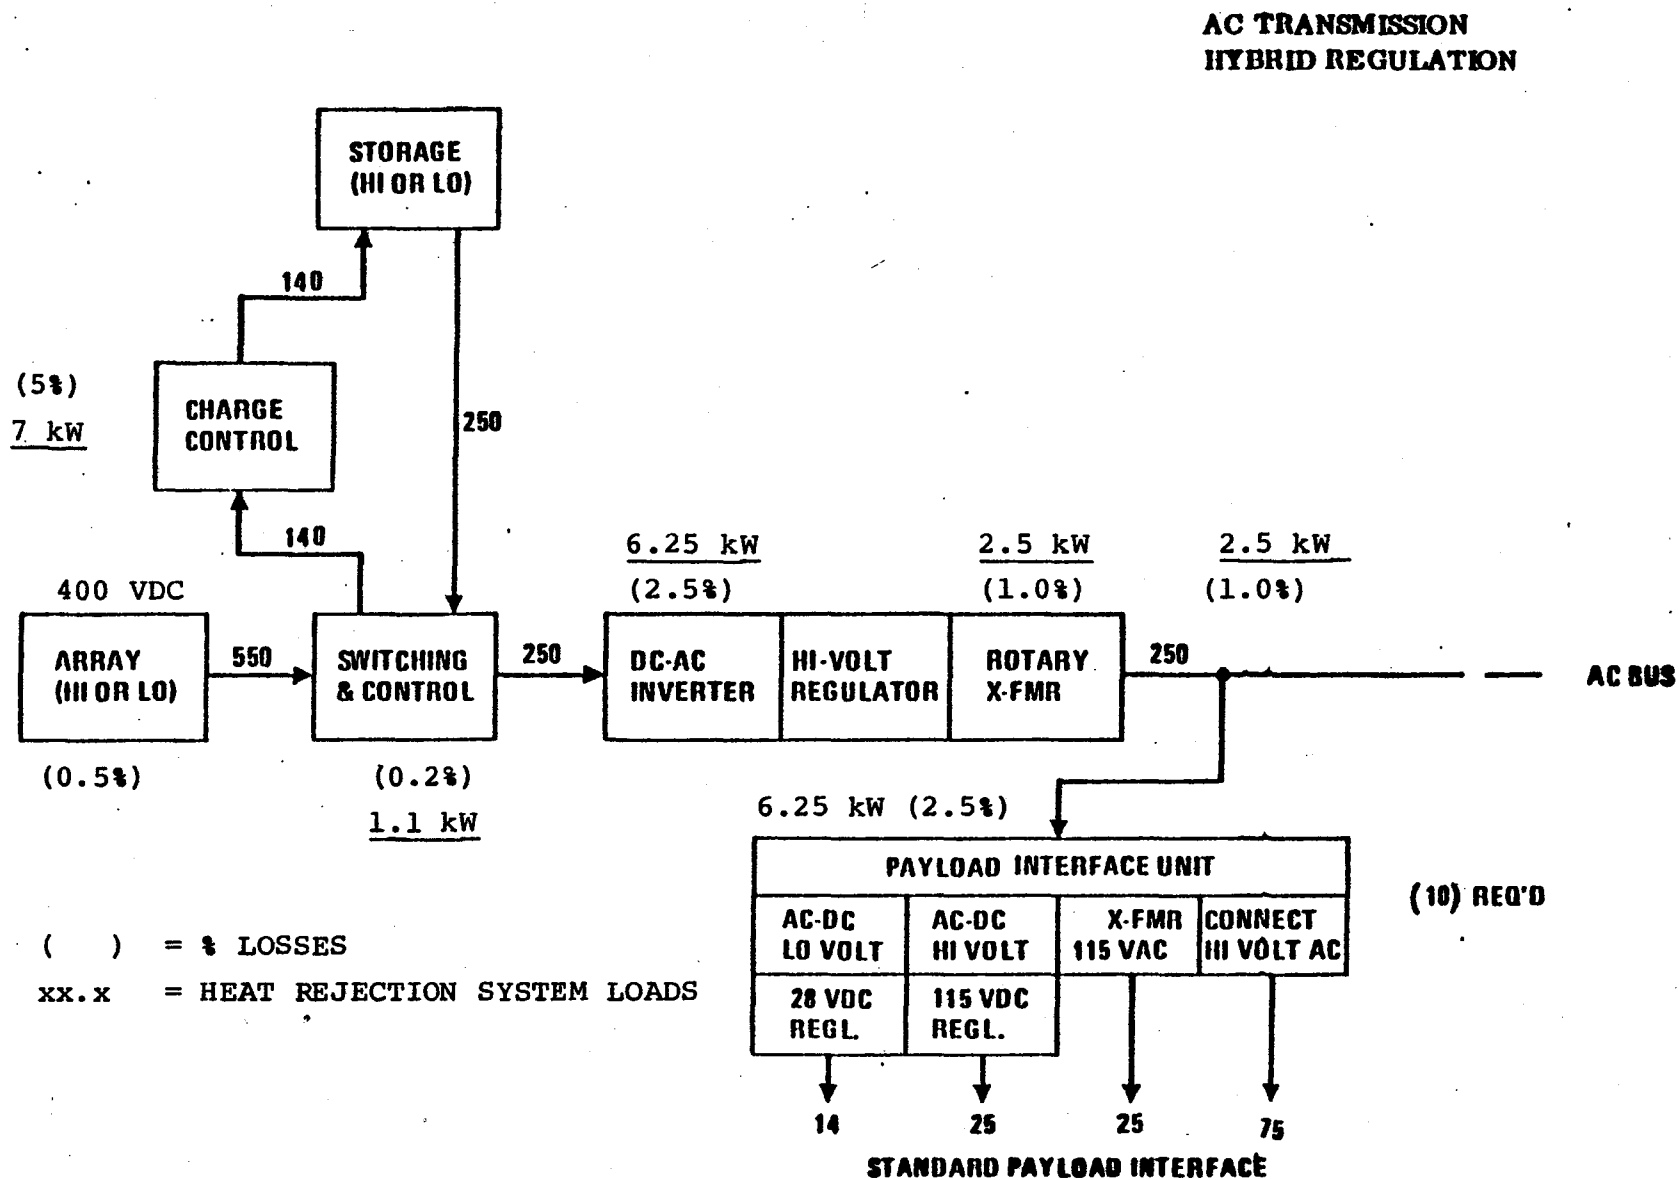 AC TRANSMISSION
HYBRID REGULATION
STORAGE
(HI OR LO)
140
(5%)
7 kW
CHARGE
CONTROL
250
140
6.25 kW
(2.5%)
2.5 kW
(1.0%)
2.5 kW
(1.0%)
400 VDC
ARRAY
(HI OR LO)
550
SWITCHING
& CONTROL
250
DC-AC
INVERTER
HI-VOLT
REGULATOR
ROTARY
X-FMR
250
AC BUS
(0.5%)
(0.2%)
1.1 kW
6.25 kW (2.5%)
PAYLOAD INTERFACE UNIT
AC-DC
LO VOLT
AC-DC
HI VOLT
X-FMR
115 VAC
CONNECT
HI VOLT AC
(10) REQ'D
28 VDC
REGL.
115 VDC
REGL.
( ) = % LOSSES
xx.x = HEAT REJECTION SYSTEM LOADS
14
25
25
75
STANDARD PAYLOAD INTERFACE